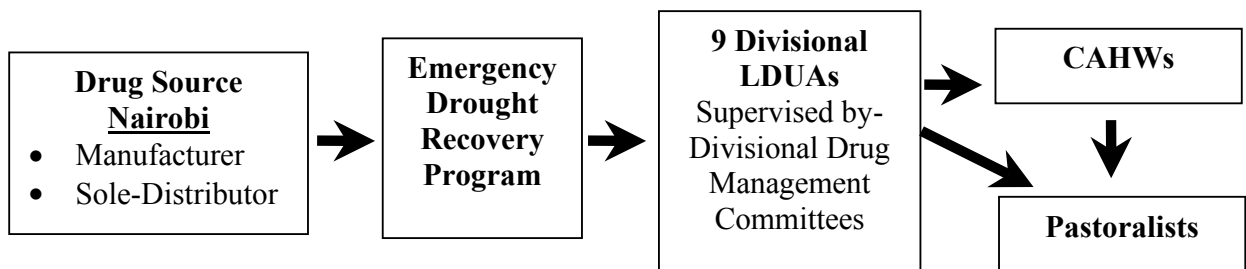 Drug Source
Nairobi
• Manufacturer
• Sole-Distributor
Emergency
Drought
Recovery
Program
9 Divisional
LDUAs
Supervised by-
Divisional Drug
Management
Committees
CAHWs
Pastoralists